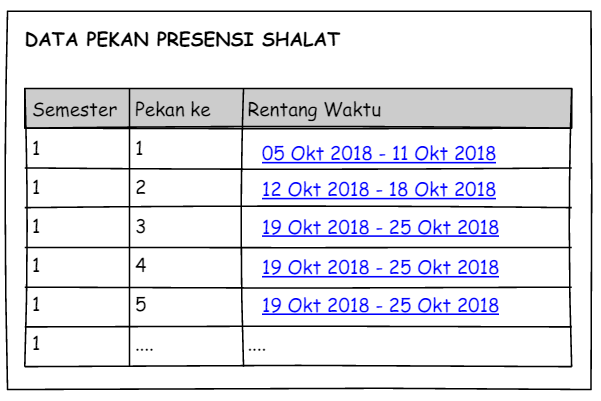 DATA PEKAN PRESENSI SHALAT
Semester Pekan ke Rentang Waktu
1 1 05 Okt 2018 - 11 Okt 2018
1 2 12 Okt 2018 - 18 Okt 2018
1 3 19 Okt 2018 - 25 Okt 2018
1 4 19 Okt 2018 - 25 Okt 2018
1 5 19 Okt 2018 - 25 Okt 2018
1 .... ....